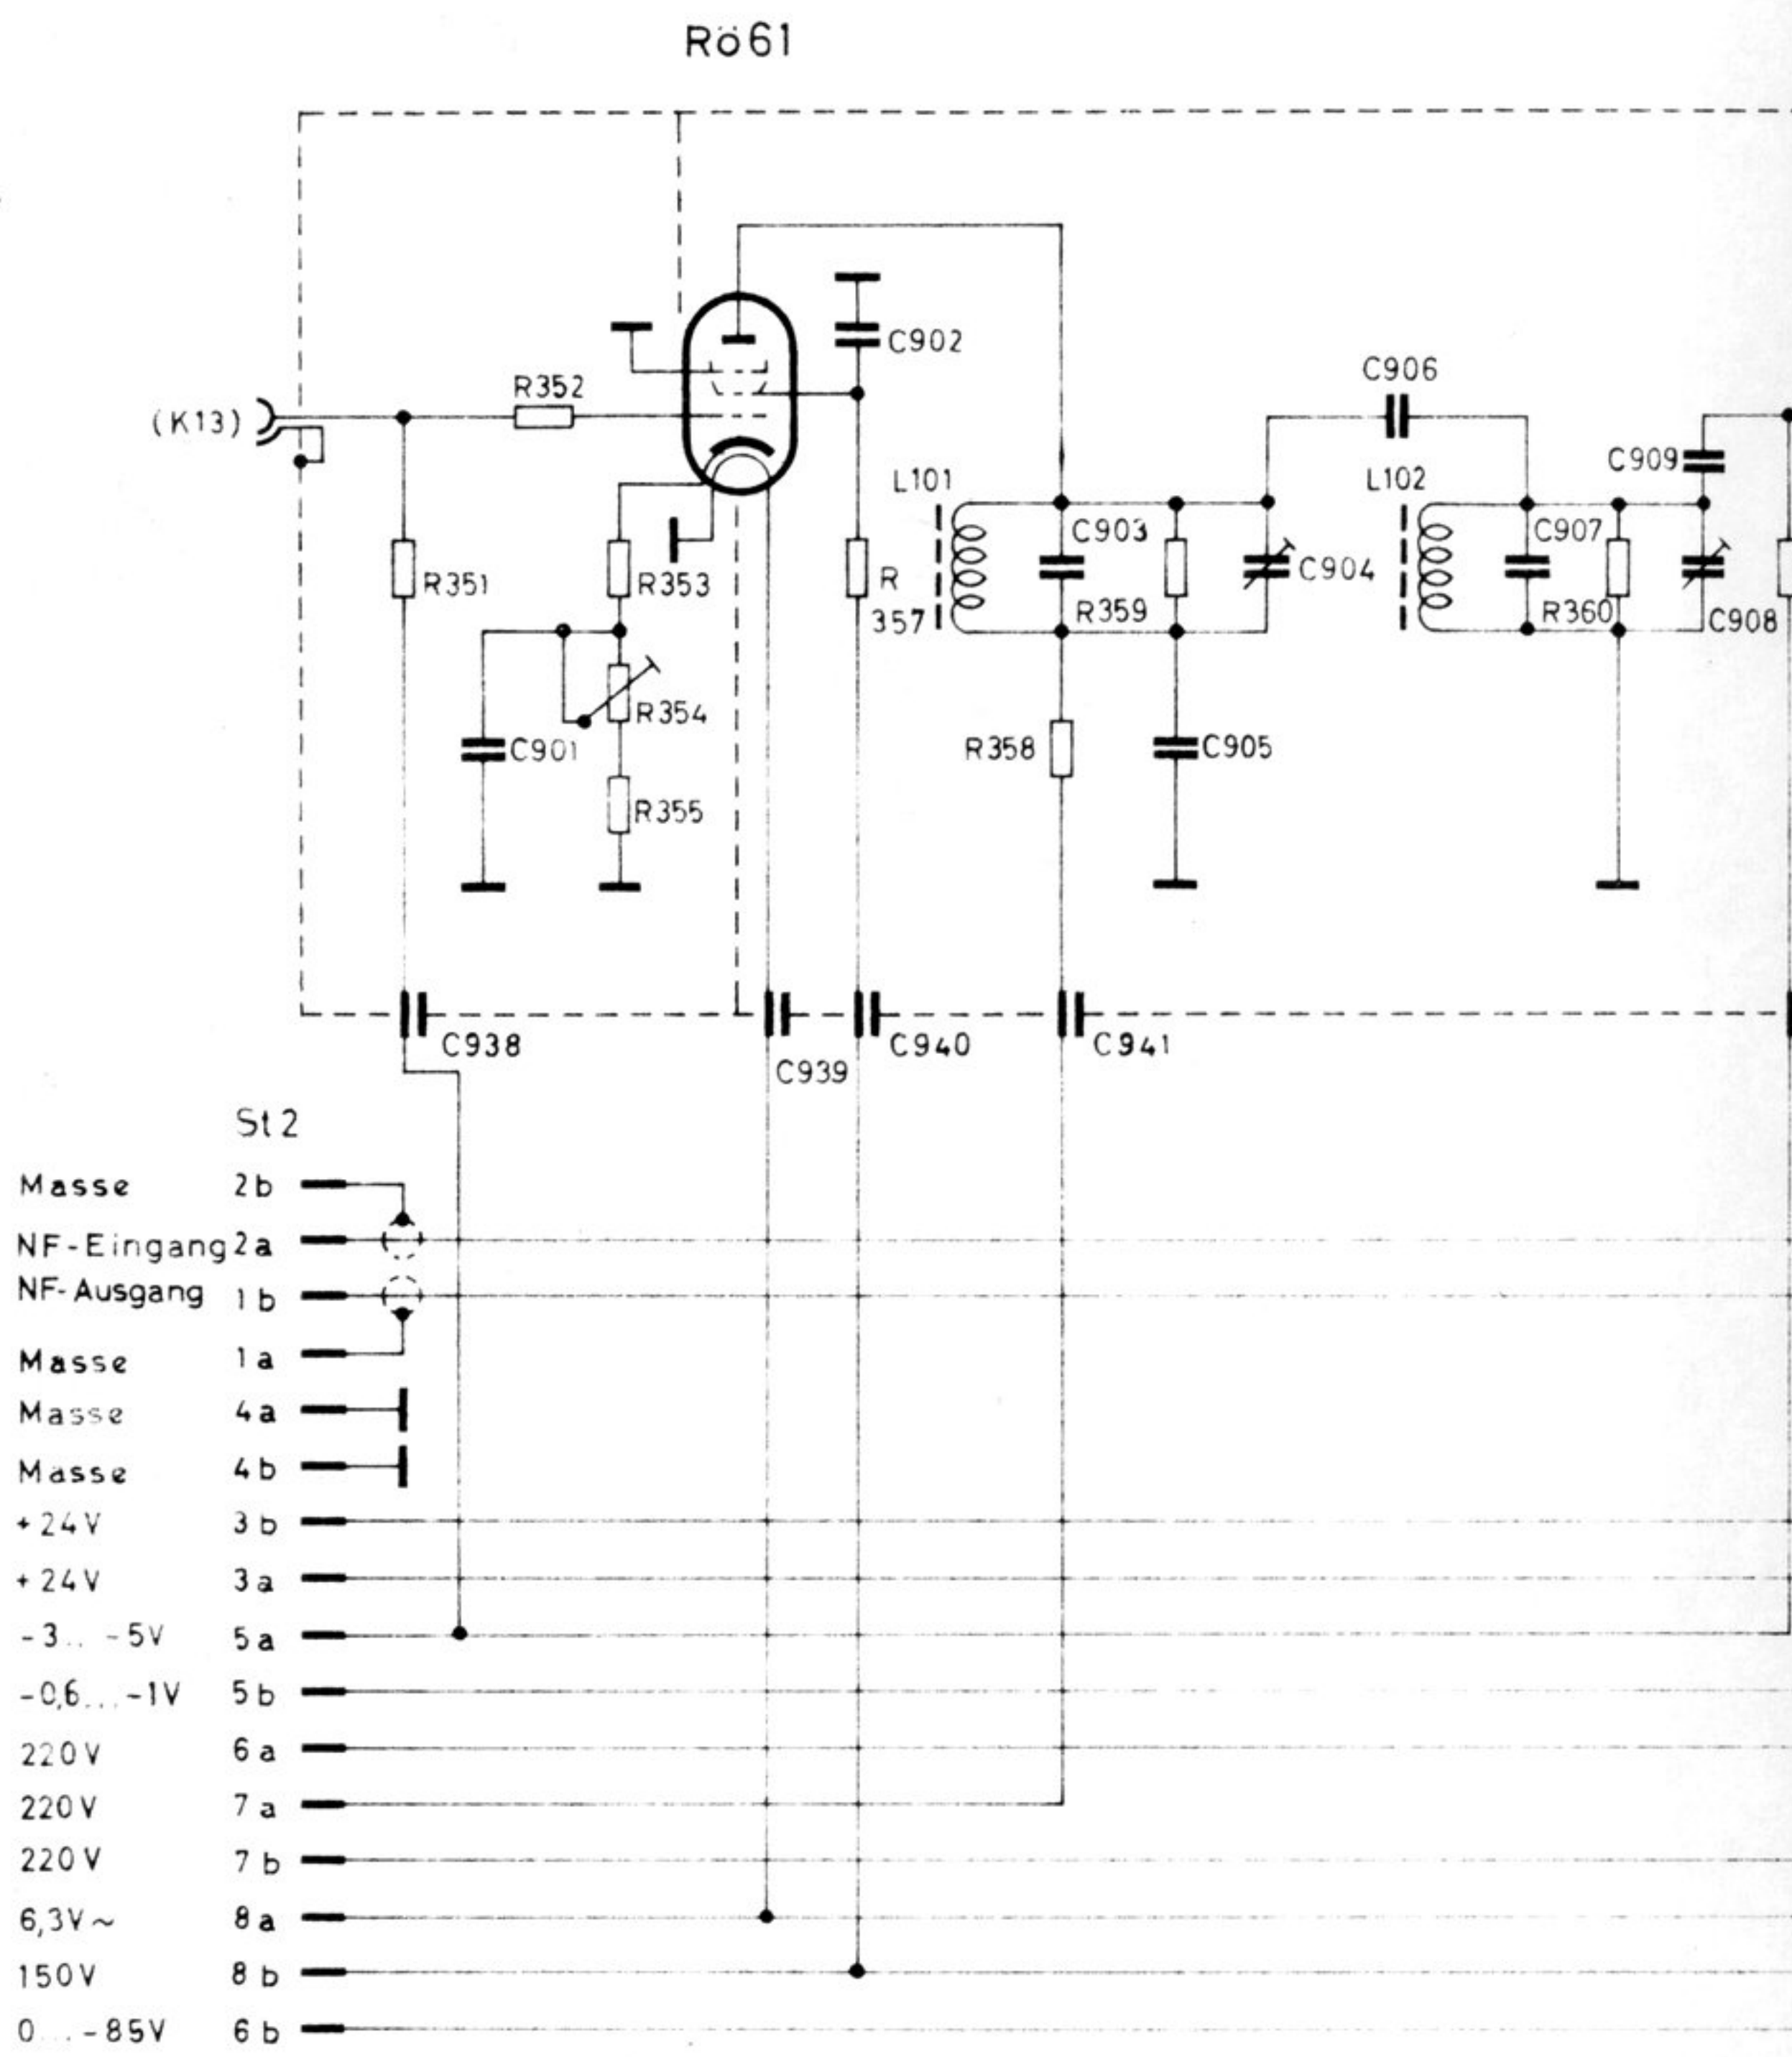 Rö61
C902
C906
R352
(K13)
C909
L101
L102
C903
C907
R351
R353
R
357
C904
R359
R360
C908
R354
C901
R358
C905
R355
C938
C940
C941
C939
St2
Masse 2b
NF-Eingang 2a
NF-Ausgang 1b
Masse 1a
Masse 4a
Masse 4b
+24V 3b
+24V 3a
-3.. -5V 5a
-0,6... -1V 5b
220V 6a
220V 7a
220V 7b
6,3V~ 8a
150V 8b
0... -85V 6b